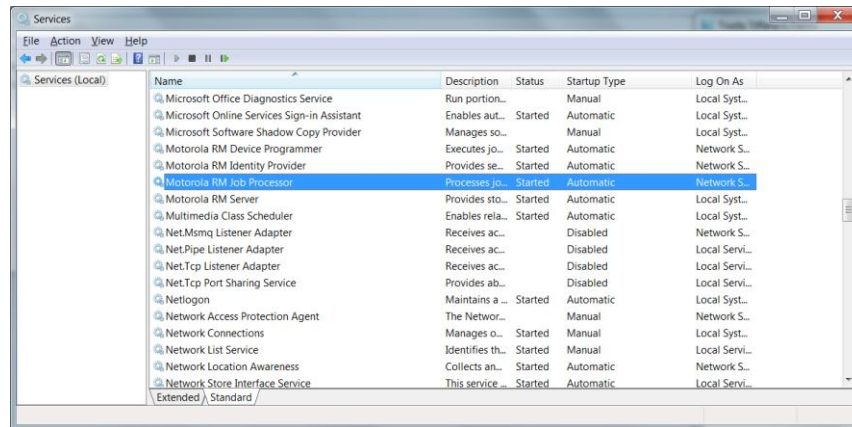 Services
File Action View Help
Services (Local)
Name Description Status Startup Type Log On As
Microsoft Office Diagnostics Service Run portion... Manual Local Syst...
Microsoft Online Services Sign-in Assistant Enables aut... Started Automatic Local Syst...
Microsoft Software Shadow Copy Provider Manages so... Manual Local Syst...
Motorola RM Device Programmer Executes jo... Started Automatic Network S...
Motorola RM Identity Provider Provides se... Started Automatic Network S...
Motorola RM Job Processor Processes jo... Started Automatic Network S...
Motorola RM Server Provides sto... Started Automatic Local Syst...
Multimedia Class Scheduler Enables rela... Started Automatic Local Syst...
Net.Msmq Listener Adapter Receives ac... Disabled Network S...
Net.Pipe Listener Adapter Receives ac... Disabled Local Servi...
Net.Tcp Listener Adapter Receives ac... Disabled Local Servi...
Net.Tcp Port Sharing Service Provides ab... Disabled Local Servi...
Netlogon Maintains a ... Started Automatic Local Syst...
Network Access Protection Agent The Networ... Manual Network S...
Network Connections Manages o... Started Manual Local Syst...
Network List Service Identifies th... Started Manual Local Servi...
Network Location Awareness Collects an... Started Automatic Network S...
Network Store Interface Service This service ... Started Automatic Local Servi...
Extended Standard